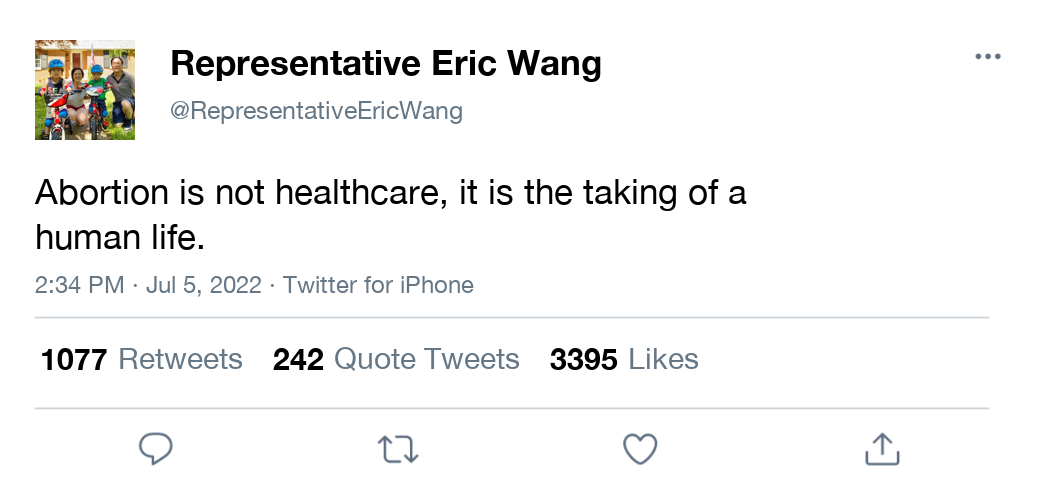 Representative Eric Wang
@RepresentativeEricWang
Abortion is not healthcare, it is the taking of a
human life.
2:34 PM · Jul 5, 2022 · Twitter for iPhone
1077 Retweets 242 Quote Tweets 3395 Likes